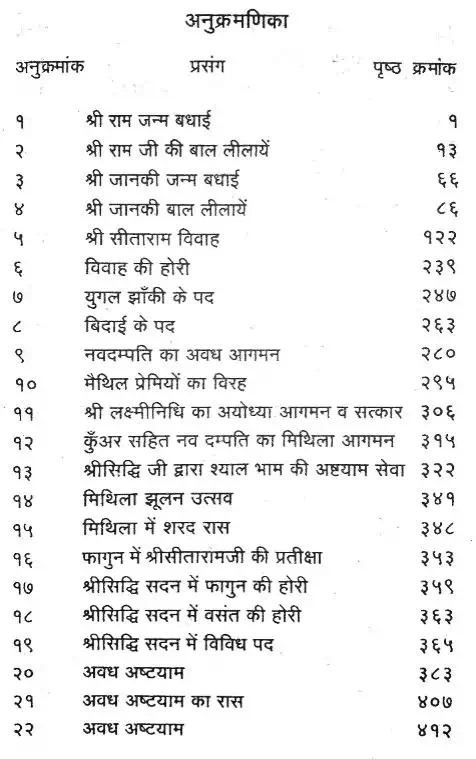 अनुक्रमणिका
अनुक्रमांक प्रसंग पृष्ठ क्रमांक
१ श्री राम जन्म बधाई १
२ श्री राम जी की बाल लीलायें १३
३ श्री जानकी जन्म बधाई ६६
४ श्री जानकी बाल लीलायें ८६
५ श्री सीताराम विवाह १२२
६ विवाह की होरी २३९
७ युगल झाँकी के पद २४७
८ बिदाई के पद २६३
९ नवदम्पति का अवध आगमन २८०
१० मैथिल प्रेमियों का विरह २९५
११ श्री लक्ष्मीनिधि का अयोध्या आगमन व सत्कार ३०६
१२ कुँअर सहित नव दम्पति का मिथिला आगमन ३१५
१३ श्रीसिद्धि जी द्वारा श्याल भाम की अष्टयाम सेवा ३२२
१४ मिथिला झूलन उत्सव ३४१
१५ मिथिला में शरद रास ३४८
१६ फागुन में श्रीसीतारामजी की प्रतीक्षा ३५३
१७ श्रीसिद्धि सदन में फागुन की होरी ३५९
१८ श्रीसिद्धि सदन में वसंत की होरी ३६३
१९ श्रीसिद्धि सदन में विविध पद ३६५
२० अवध अष्टयाम ३८३
२१ अवध अष्टयाम का रास ४०७
२२ अवध अष्टयाम ४१२